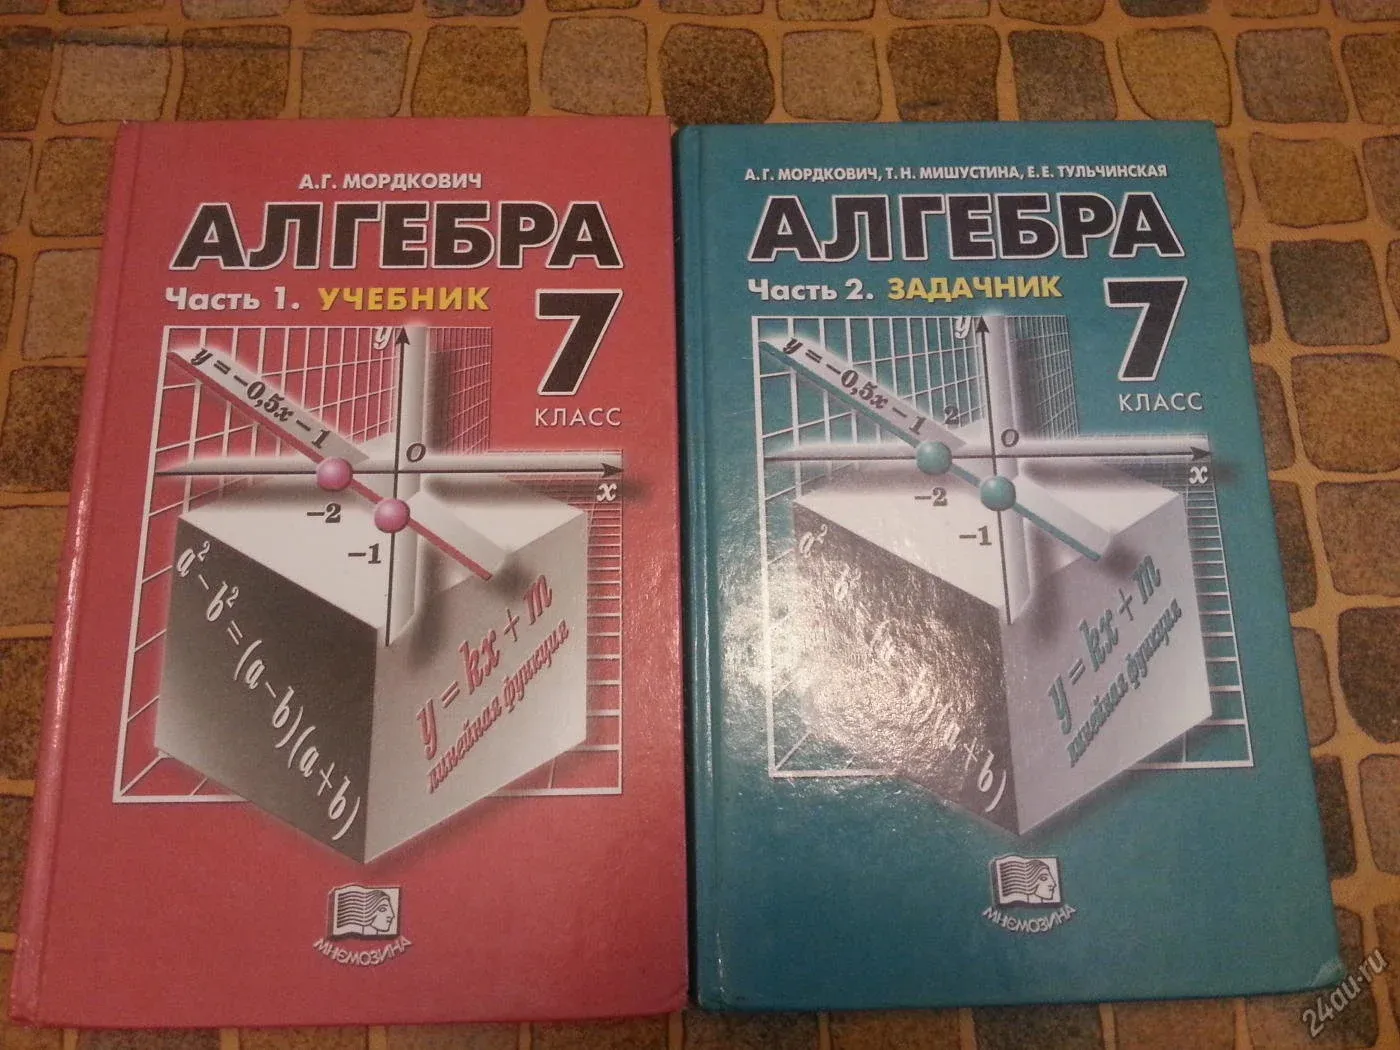 А.Г. МОРДКОВИЧ
АЛГЕБРА
Часть 1. УЧЕБНИК
7
КЛАСС
y
y = −0,5x − 1
O
x
−2
−1
a² − b² = (a − b)(a + b)
y = kx + m
линейная функция
МНЕМОЗИНА
А.Г. МОРДКОВИЧ, Т.Н. МИШУСТИНА, Е.Е. ТУЛЬЧИНСКАЯ
АЛГЕБРА
Часть 2. ЗАДАЧНИК
7
КЛАСС
y
y = −0,5x − 1
2
O
x
−2
−1
a²
(a + b)
y = kx + m
линейная функция
МНЕМОЗИНА
24au.ru